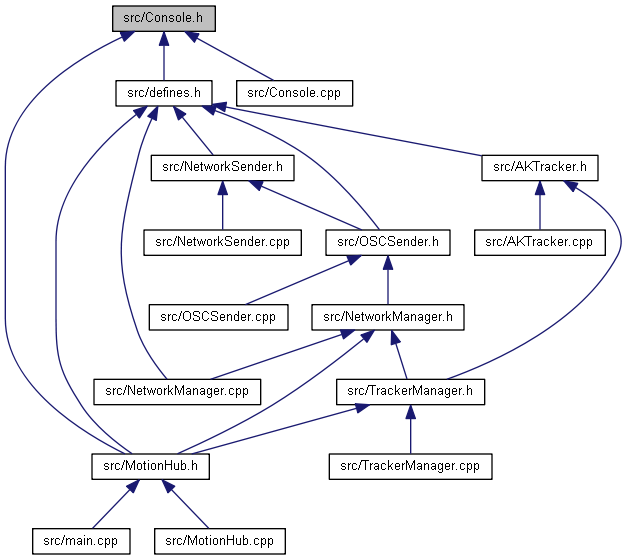 src/Console.h
src/defines.h
src/Console.cpp
src/NetworkSender.h
src/AKTracker.h
src/NetworkSender.cpp
src/OSCSender.h
src/AKTracker.cpp
src/OSCSender.cpp
src/NetworkManager.h
src/NetworkManager.cpp
src/TrackerManager.h
src/MotionHub.h
src/TrackerManager.cpp
src/main.cpp
src/MotionHub.cpp